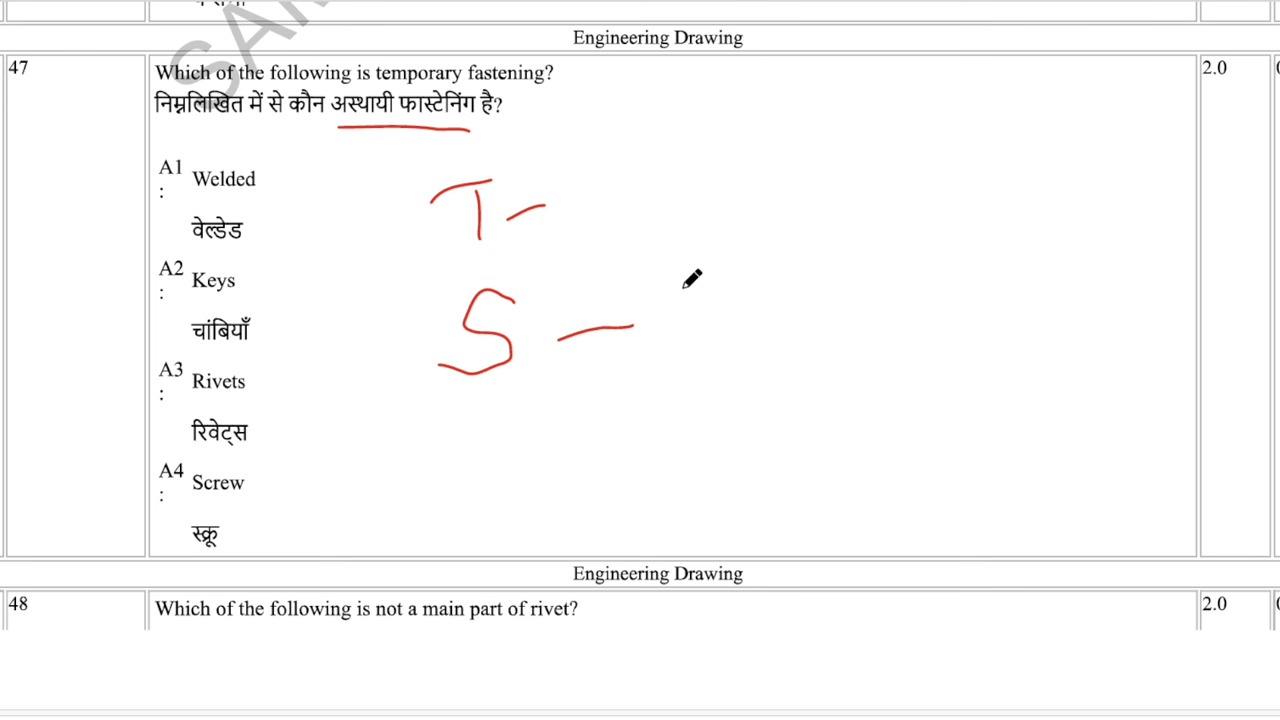 Engineering Drawing
47
Which of the following is temporary fastening?
2.0
निम्नलिखित में से कौन अस्थायी फास्टेनिंग है?
A1 : Welded
वेल्डेड
T -
A2 : Keys
चांबियाँ
S -
A3 : Rivets
रिवेट्स
A4 : Screw
स्क्रू
Engineering Drawing
48
Which of the following is not a main part of rivet?
2.0